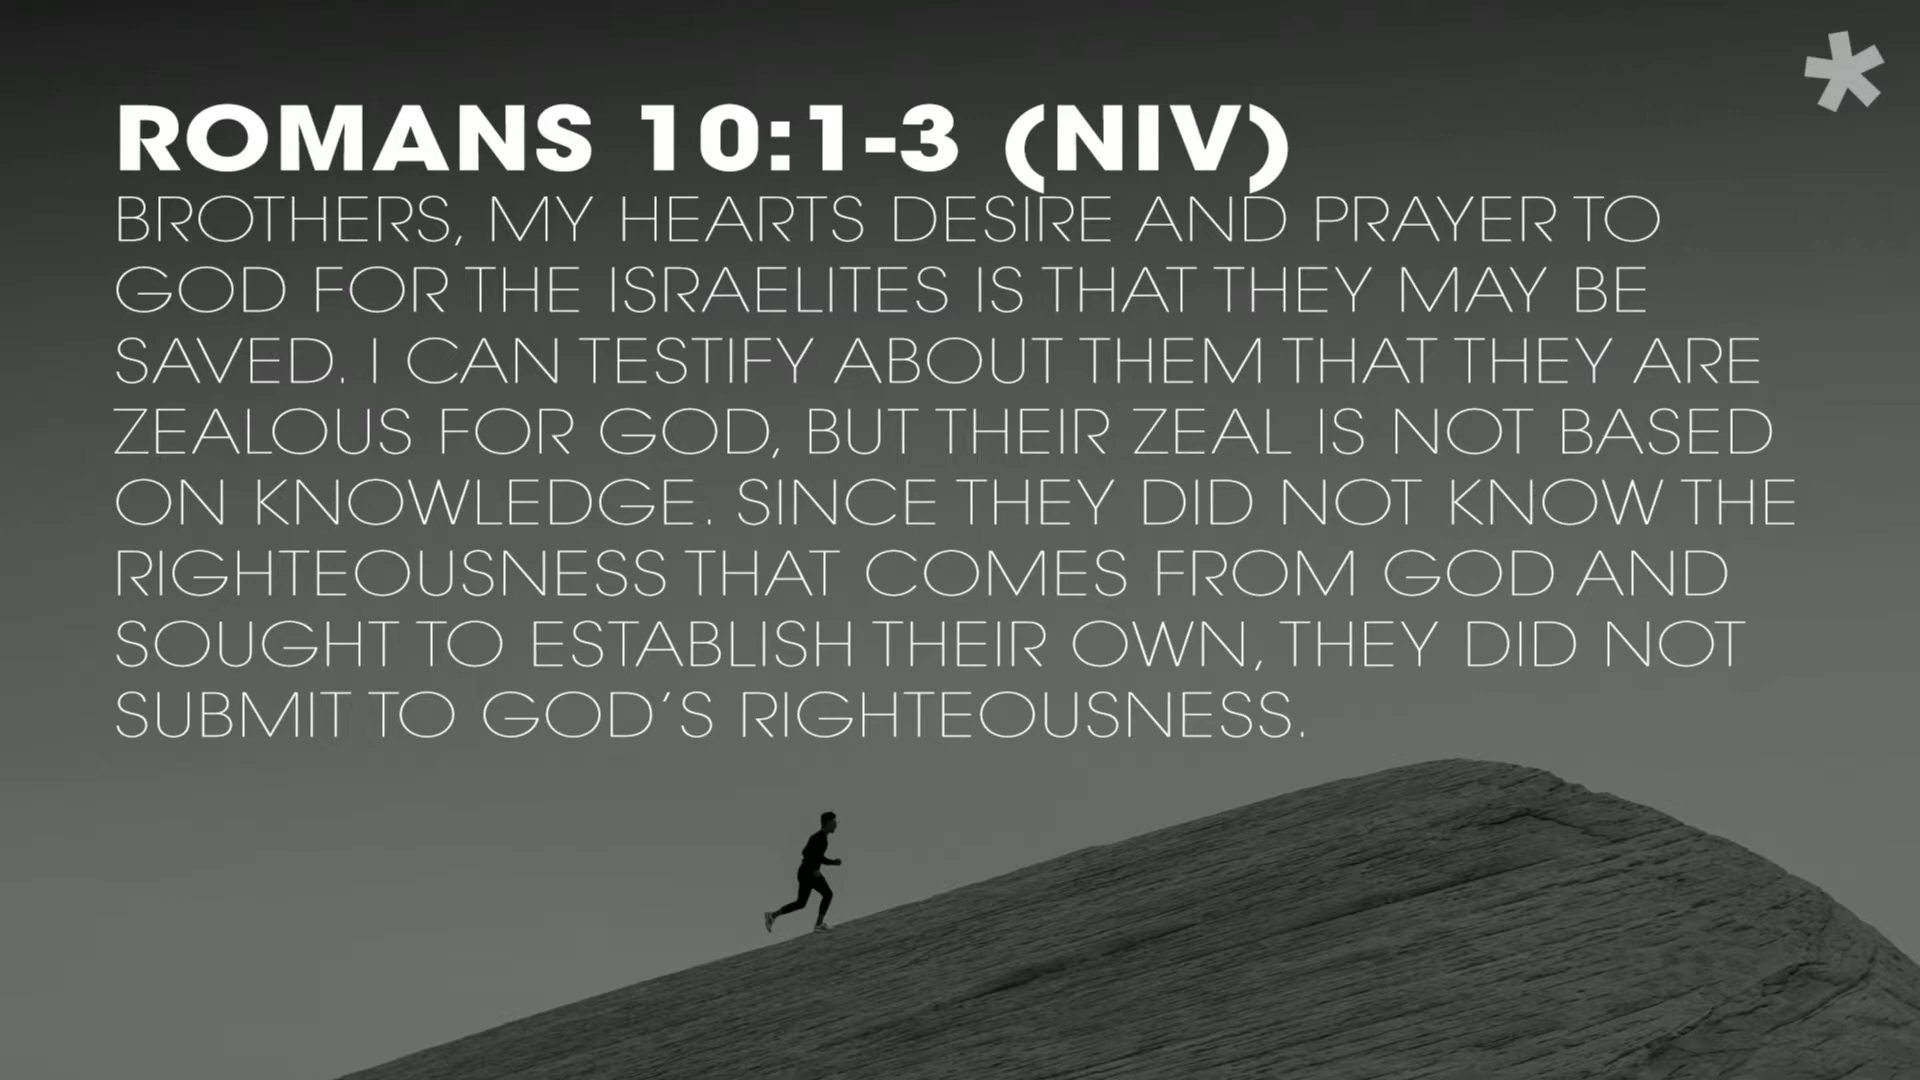 ROMANS 10:1-3 (NIV)
BROTHERS, MY HEARTS DESIRE AND PRAYER TO
GOD FOR THE ISRAELITES IS THAT THEY MAY BE
SAVED. I CAN TESTIFY ABOUT THEM THAT THEY ARE
ZEALOUS FOR GOD, BUT THEIR ZEAL IS NOT BASED
ON KNOWLEDGE. SINCE THEY DID NOT KNOW THE
RIGHTEOUSNESS THAT COMES FROM GOD AND
SOUGHT TO ESTABLISH THEIR OWN, THEY DID NOT
SUBMIT TO GOD’S RIGHTEOUSNESS.